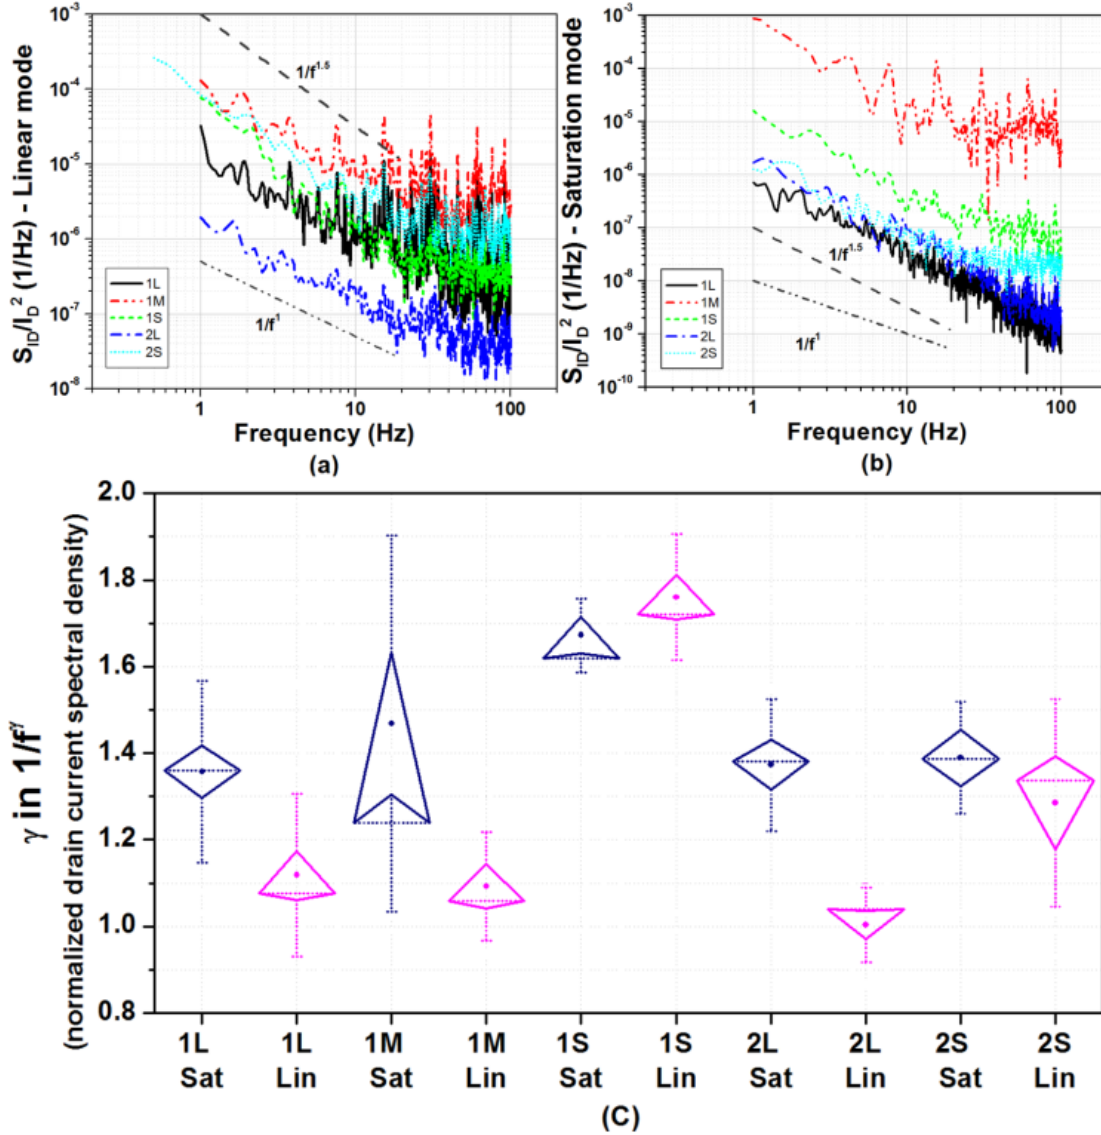 S_ID/I_D^2 (1/Hz) - Linear mode
10^-3
10^-4
10^-5
10^-6
10^-7
10^-8
1/f^1.5
1/f^1
1L
1M
1S
2L
2S
1 10 100
Frequency (Hz)
(a)
S_ID/I_D^2 (1/Hz) - Saturation mode
10^-3
10^-4
10^-5
10^-6
10^-7
10^-8
10^-9
10^-10
1/f^1.5
1/f^1
1L
1M
1S
2L
2S
1 10 100
Frequency (Hz)
(b)
γ in 1/f^γ
(normalized drain current spectral density)
2.0
1.8
1.6
1.4
1.2
1.0
0.8
1L 1L 1M 1M 1S 1S 2L 2L 2S 2S
Sat Lin Sat Lin Sat Lin Sat Lin Sat Lin
(C)